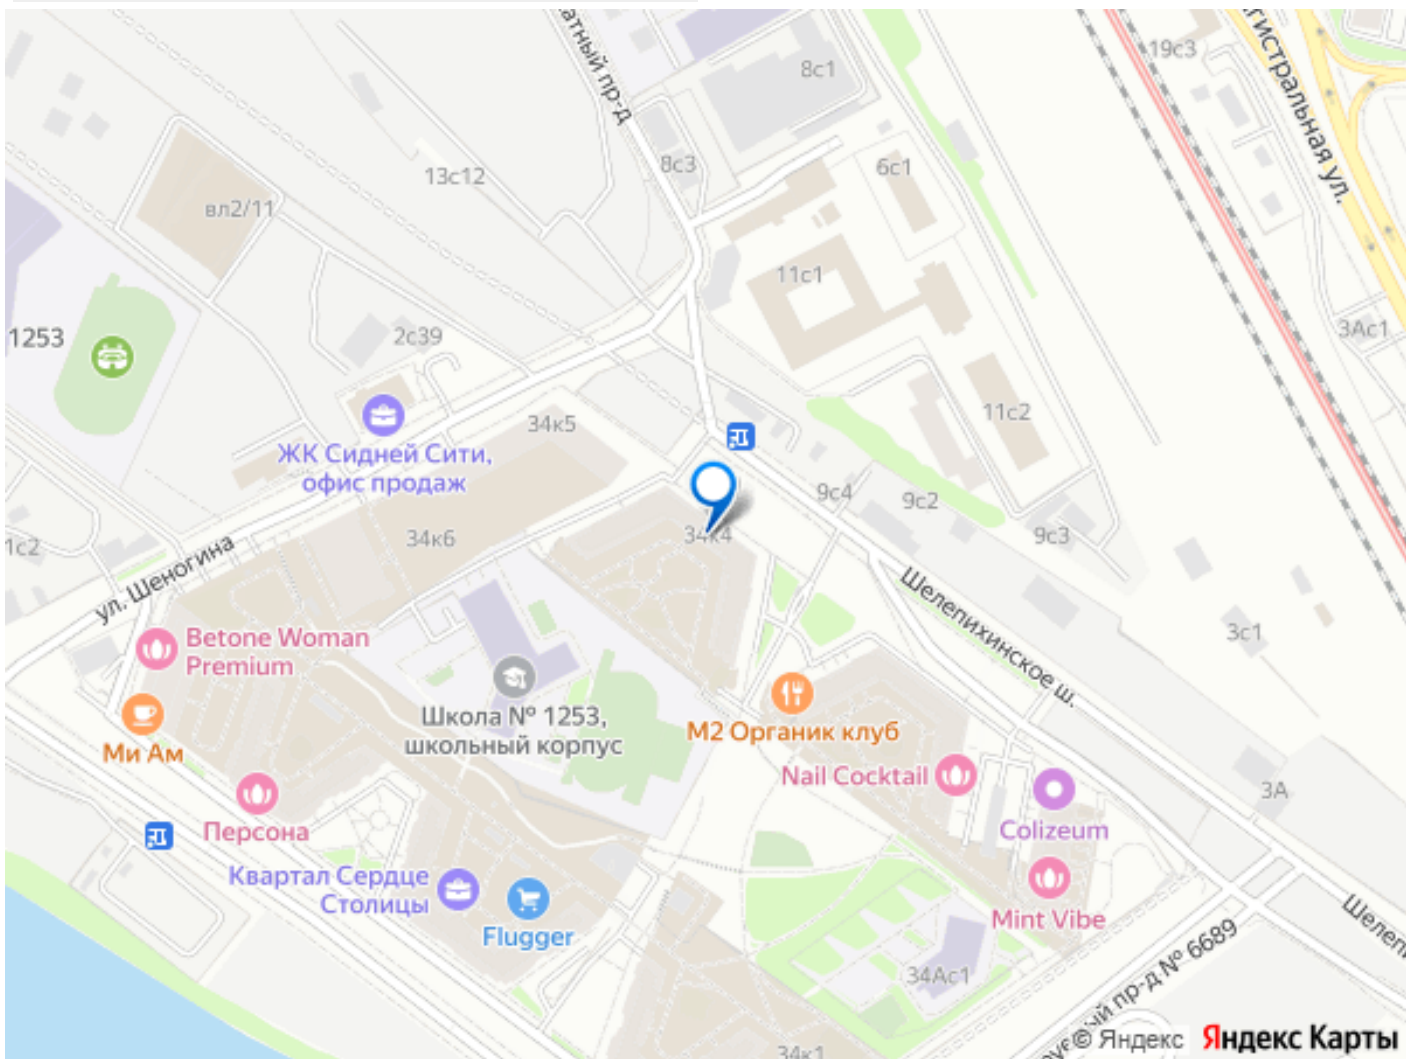 атный пр-д
гистральная ул.
19с3
8с1
8с3
6с1
13с12
вл2/11
11с1
1253
2с39
3Ас1
34к5
11с2
ЖК Сидней Сити,
офис продаж
9с4
9с2
9с3
34к6
34к4
1с2
ул. Шеногина
Шелепихинское ш.
3с1
Betone Woman
Premium
Школа № 1253,
школьный корпус
М2 Органик клуб
Ми Ам
Nail Cocktail
3А
Персона
Colizeum
Квартал Сердце
Столицы
Mint Vibe
Flugger
Шелепи
34Ас1
ый пр-д № 6689
34к1
© Яндекс Яндекс Карты